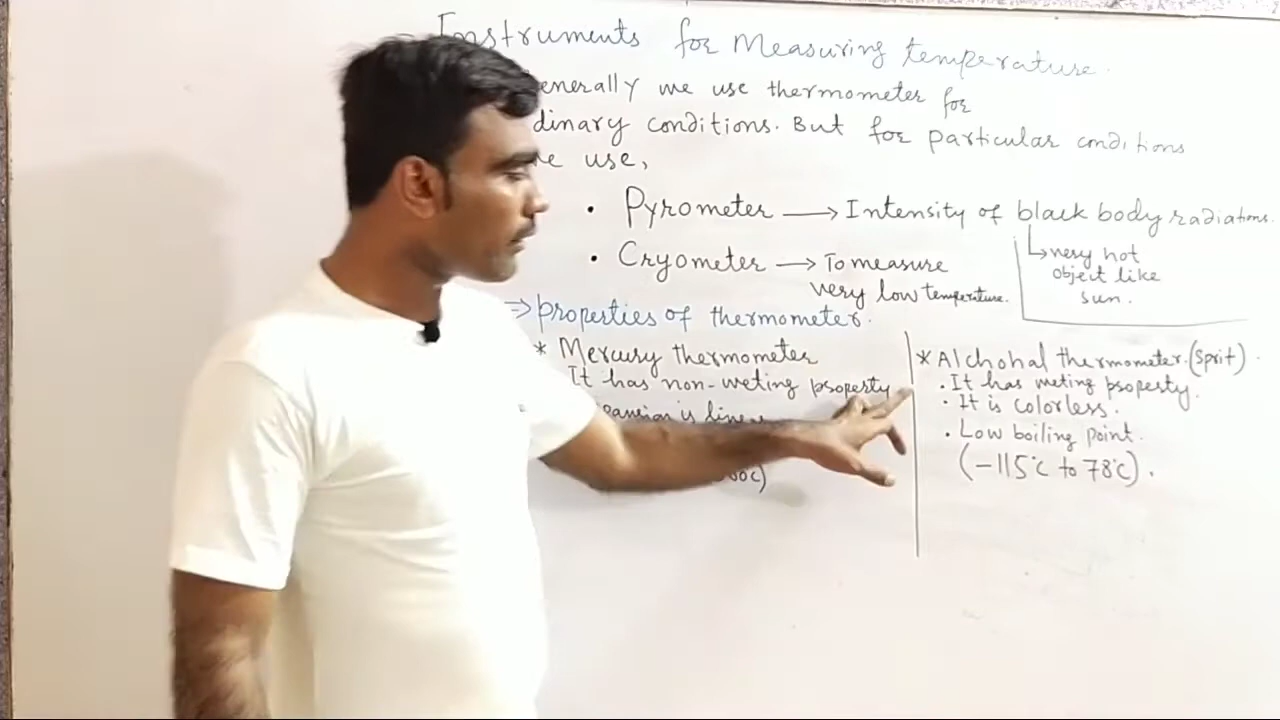 Instruments for Measuring temperature.
enerally we use thermometer for
dinary conditions. But for particular conditions
e use,
• Pyrometer → Intensity of black body radiations.
↳ very hot
object like
sun.
• Cryometer → To measure
very low temperature.
⇒ properties of thermometer.
* Mercury thermometer
It has non-weting property
is linear
0°C)
* Alchohal thermometer. (Sprit)
• It has weting property.
• It is colorless.
• Low boiling point.
(-115°C to 78°C).